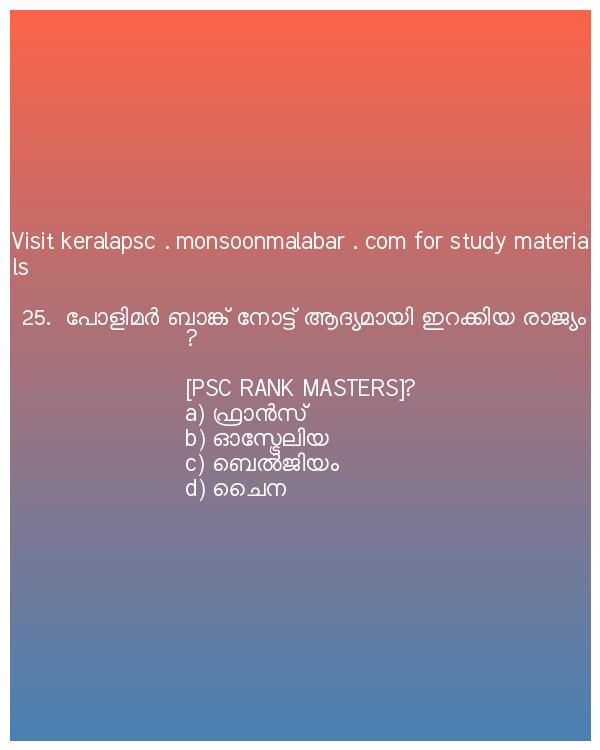 Visit keralapsc . monsoonmalabar . com for study materia
ls
25. പോളിമർ ബാങ്ക് നോട്ട് ആദ്യമായി ഇറക്കിയ രാജ്യം
?
[PSC RANK MASTERS]?
a) ഫ്രാൻസ്
b) ഓസ്ട്രേലിയ
c) ബെൽജിയം
d) ചൈന